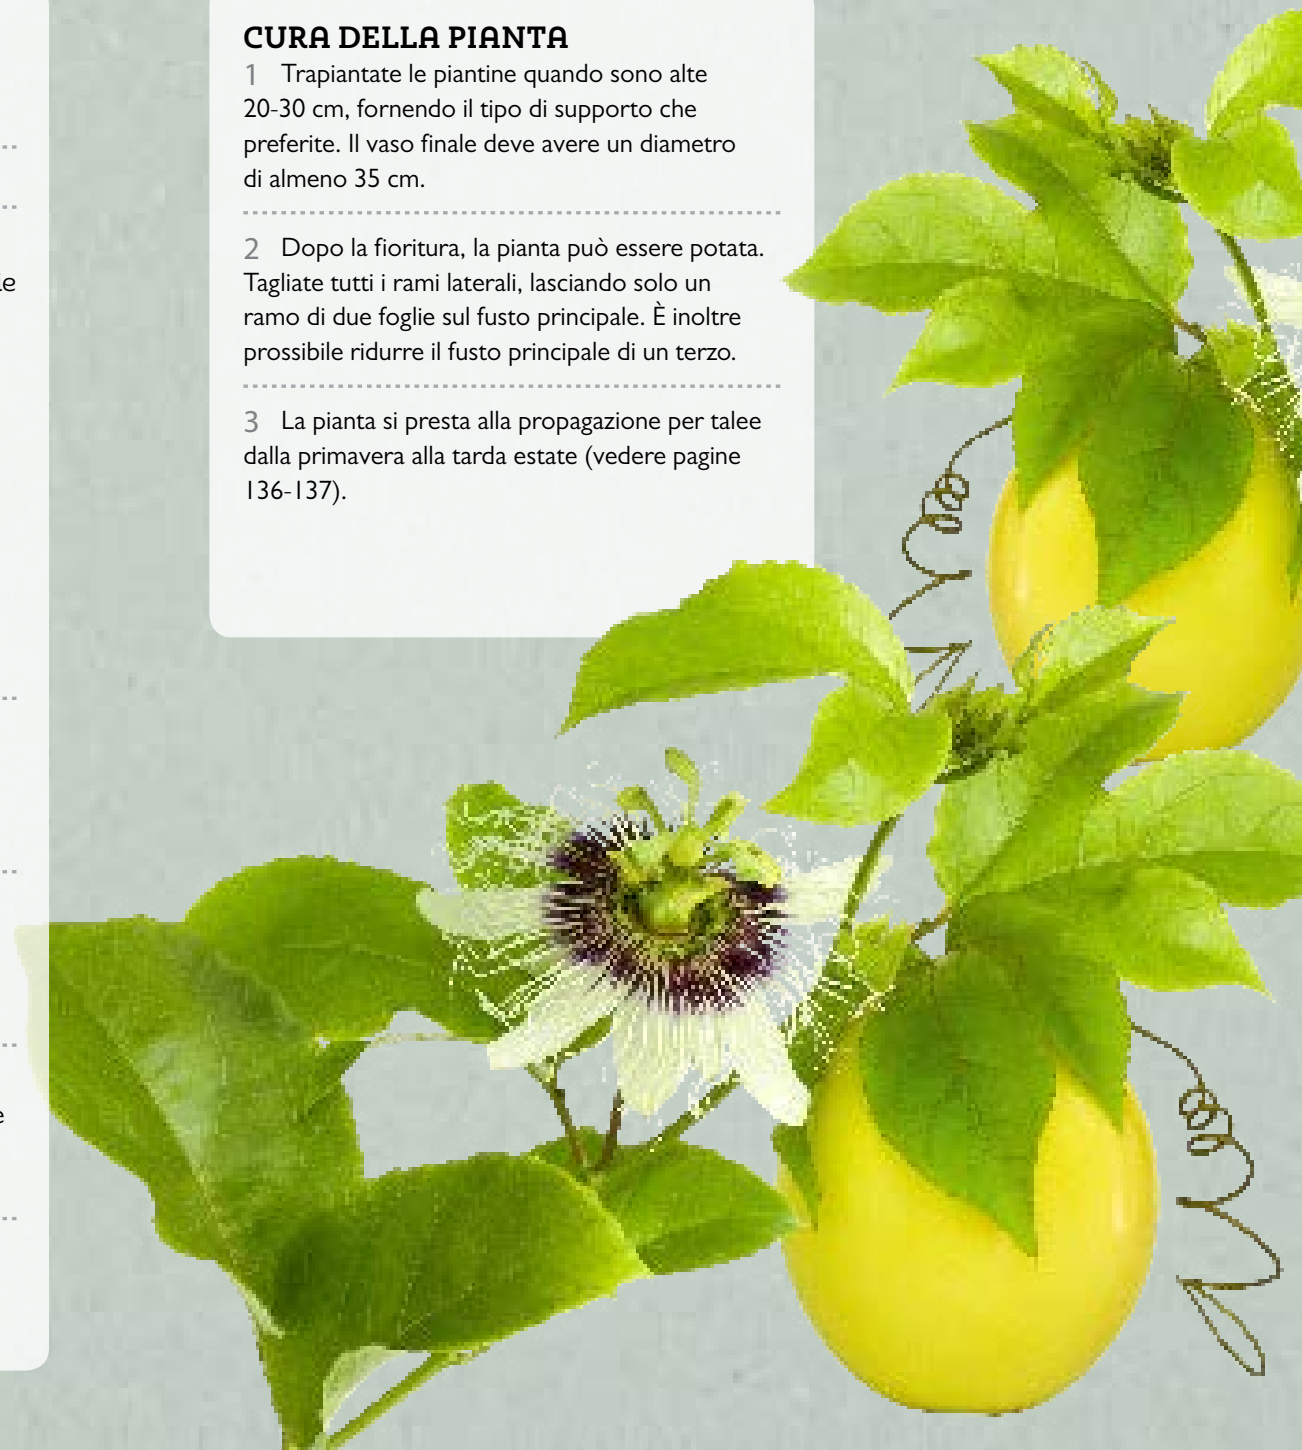 CURA DELLA PIANTA
1 Trapiantate le piantine quando sono alte
20-30 cm, fornendo il tipo di supporto che
preferite. Il vaso finale deve avere un diametro
di almeno 35 cm.
2 Dopo la fioritura, la pianta può essere potata.
Tagliate tutti i rami laterali, lasciando solo un
ramo di due foglie sul fusto principale. È inoltre
prossibile ridurre il fusto principale di un terzo.
3 La pianta si presta alla propagazione per talee
dalla primavera alla tarda estate (vedere pagine
136-137).